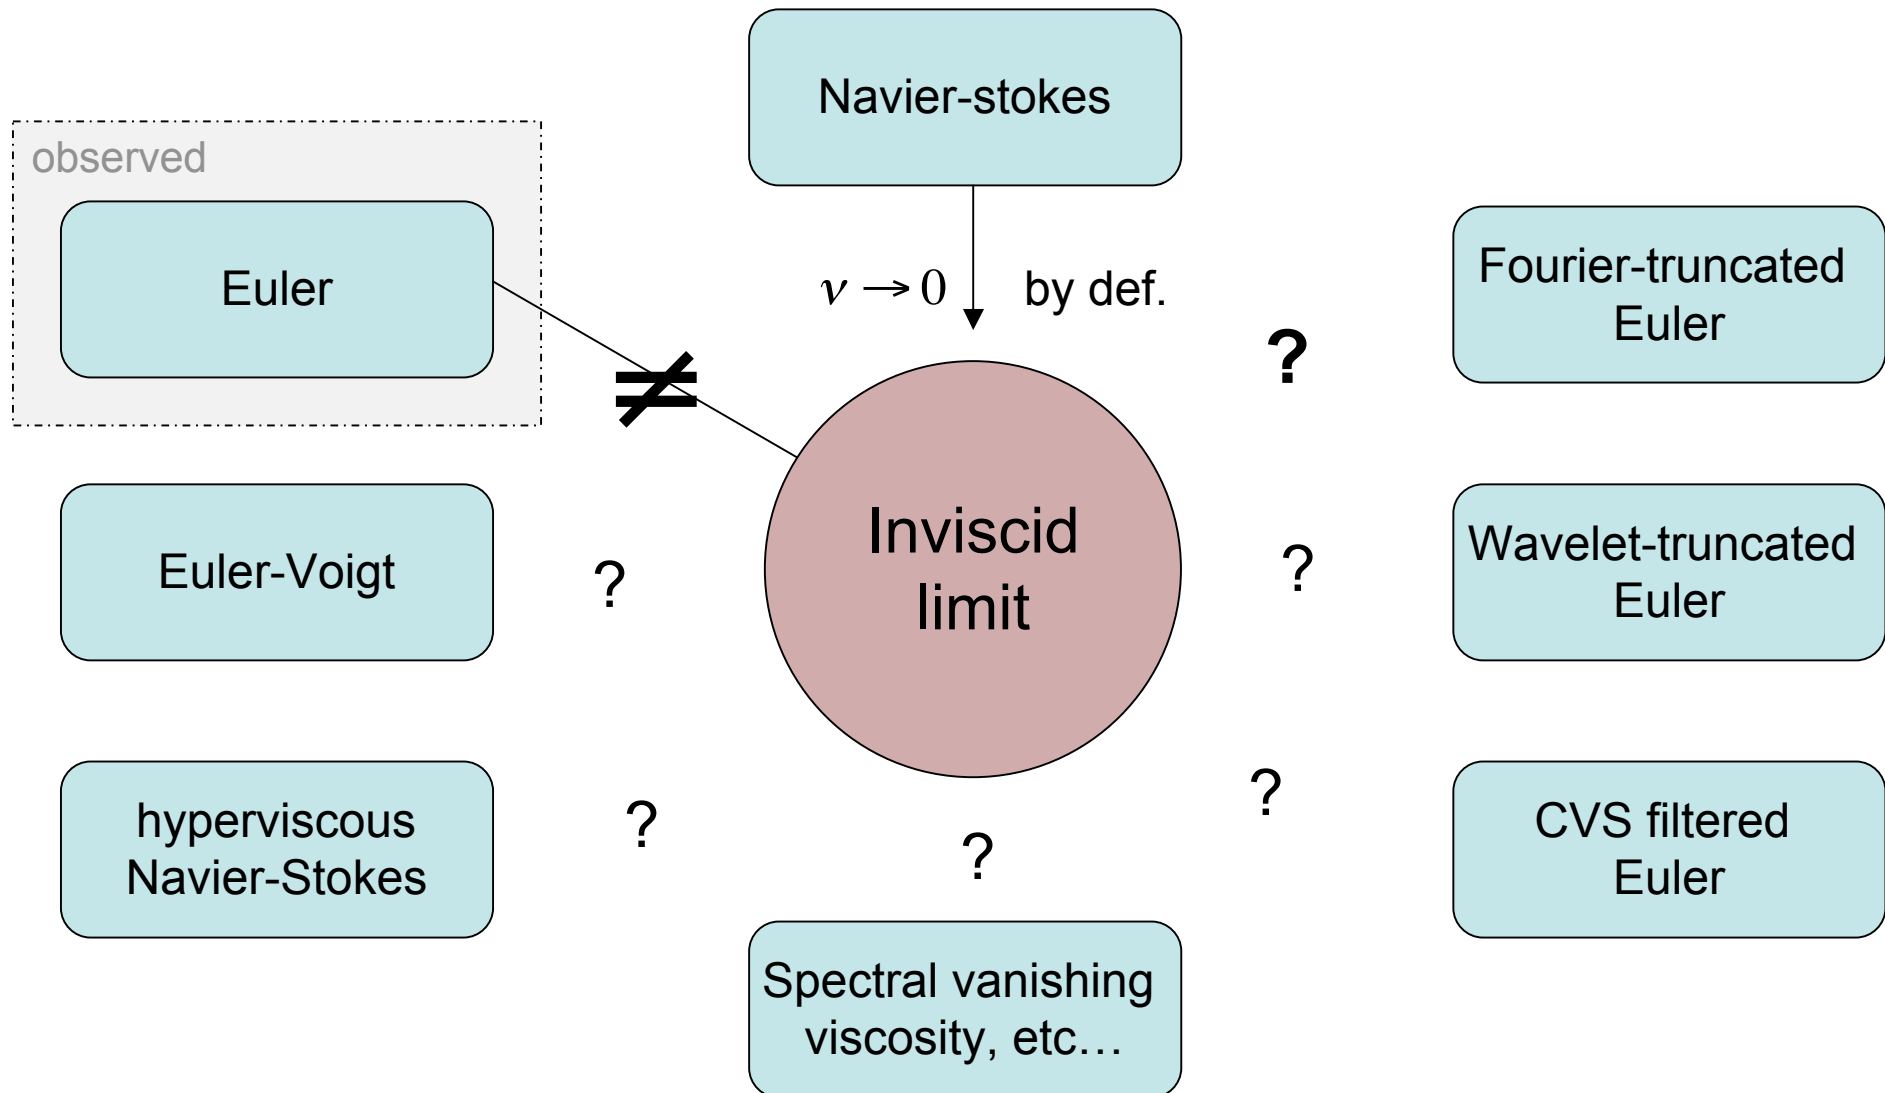 Navier-stokes
observed
Euler
ν → 0 by def.
≠
Fourier-truncated
Euler
?
Inviscid
limit
Euler-Voigt
?
?
Wavelet-truncated
Euler
hyperviscous
Navier-Stokes
?
?
?
CVS filtered
Euler
Spectral vanishing
viscosity, etc…